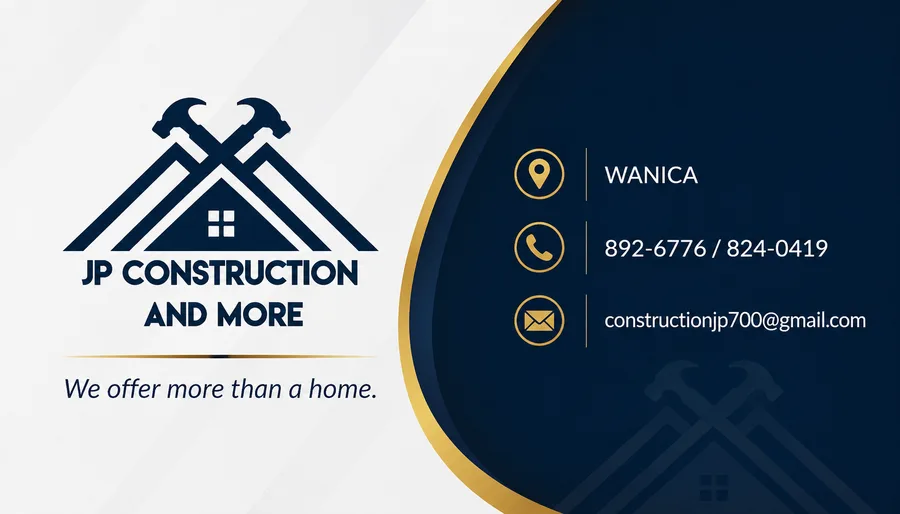 JP CONSTRUCTION
AND MORE
We offer more than a home.
WANICA
892-6776 / 824-0419
constructionjp700@gmail.com